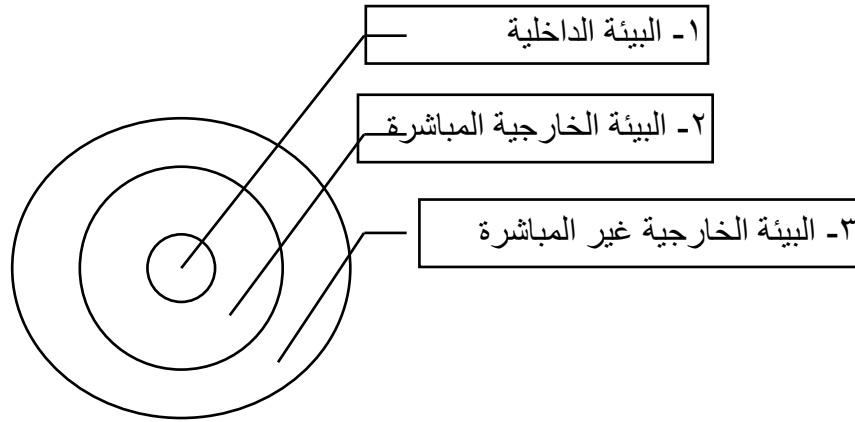 ١- البيئة الداخلية
٢- البيئة الخارجية المباشرة
٣- البيئة الخارجية غير المباشرة